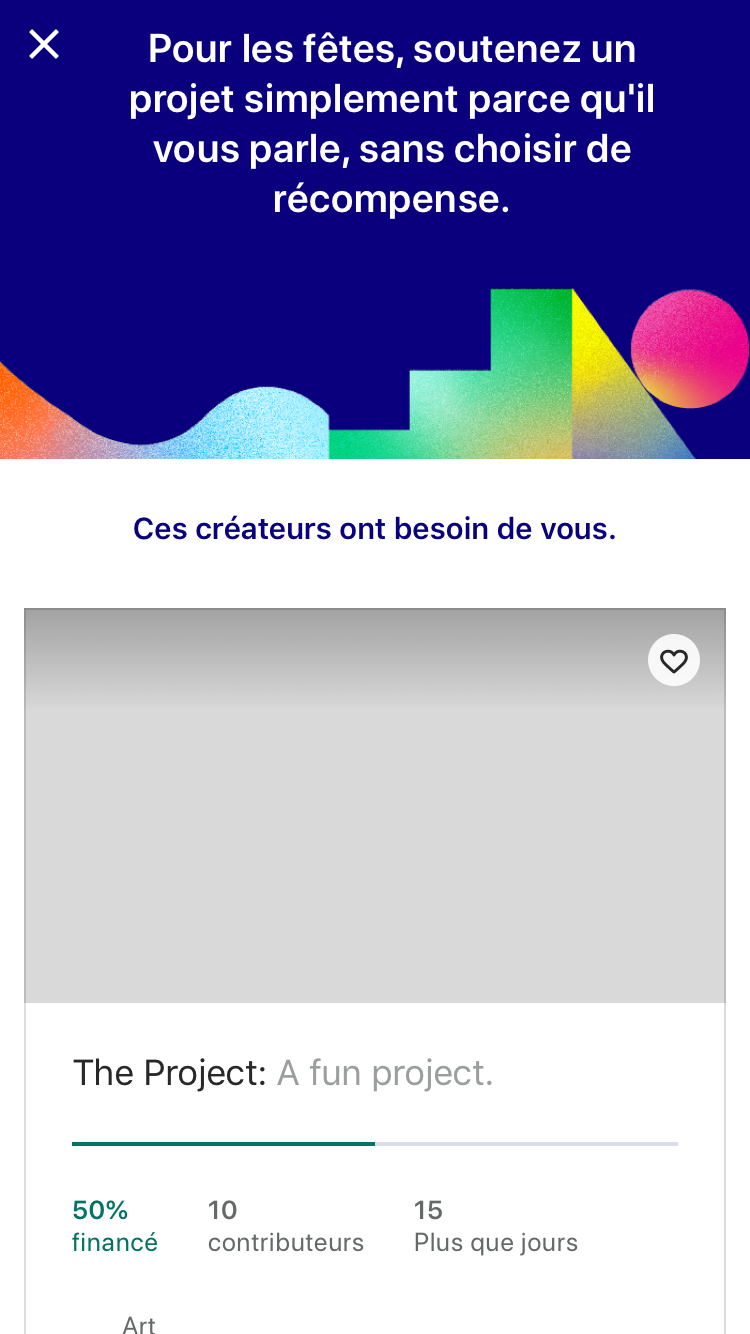 Pour les fêtes, soutenez un
projet simplement parce qu'il
vous parle, sans choisir de
récompense.
Ces créateurs ont besoin de vous.
The Project: A fun project.
50%
financé
10
contributeurs
15
Plus que jours
Art